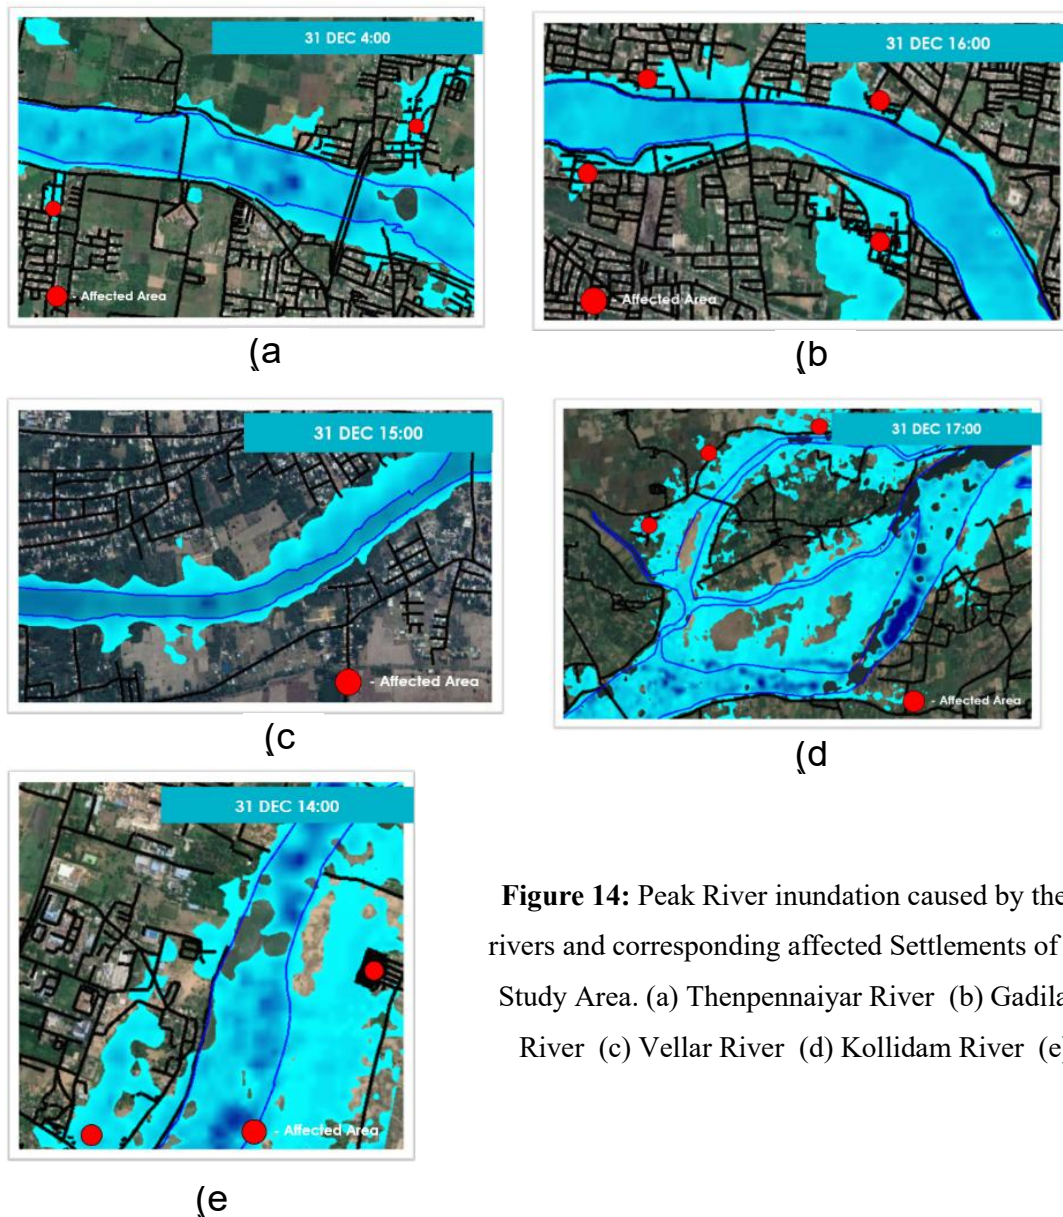 31 DEC 4:00
- Affected Area
(a
31 DEC 16:00
- Affected Area
(b
31 DEC 15:00
- Affected Area
(c
31 DEC 17:00
- Affected Area
(d
31 DEC 14:00
- Affected Area
(e
Figure 14: Peak River inundation caused by the
rivers and corresponding affected Settlements of
Study Area. (a) Thenpennaiyar River (b) Gadila
River (c) Vellar River (d) Kollidam River (e